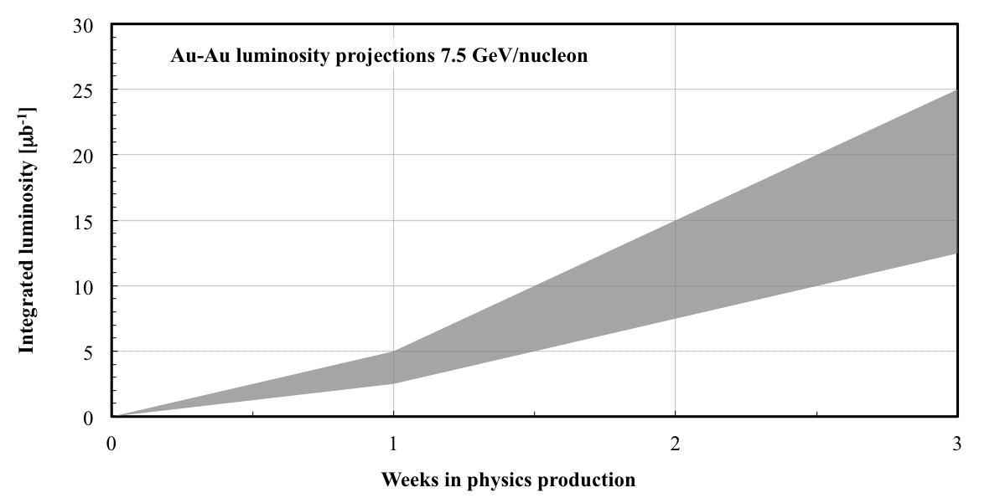 30
Au-Au luminosity projections 7.5 GeV/nucleon
25
20
15
10
5
0
Integrated luminosity [µb⁻¹]
0 1 2 3
Weeks in physics production